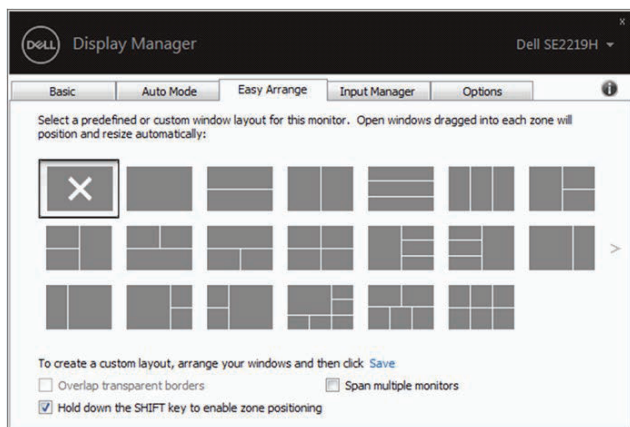 x
DELL Display Manager Dell SE2219H
Basic Auto Mode Easy Arrange Input Manager Options i
Select a predefined or custom window layout for this monitor. Open windows dragged into each zone will
position and resize automatically:
>
To create a custom layout, arrange your windows and then click Save
Overlap transparent borders Span multiple monitors
Hold down the SHIFT key to enable zone positioning